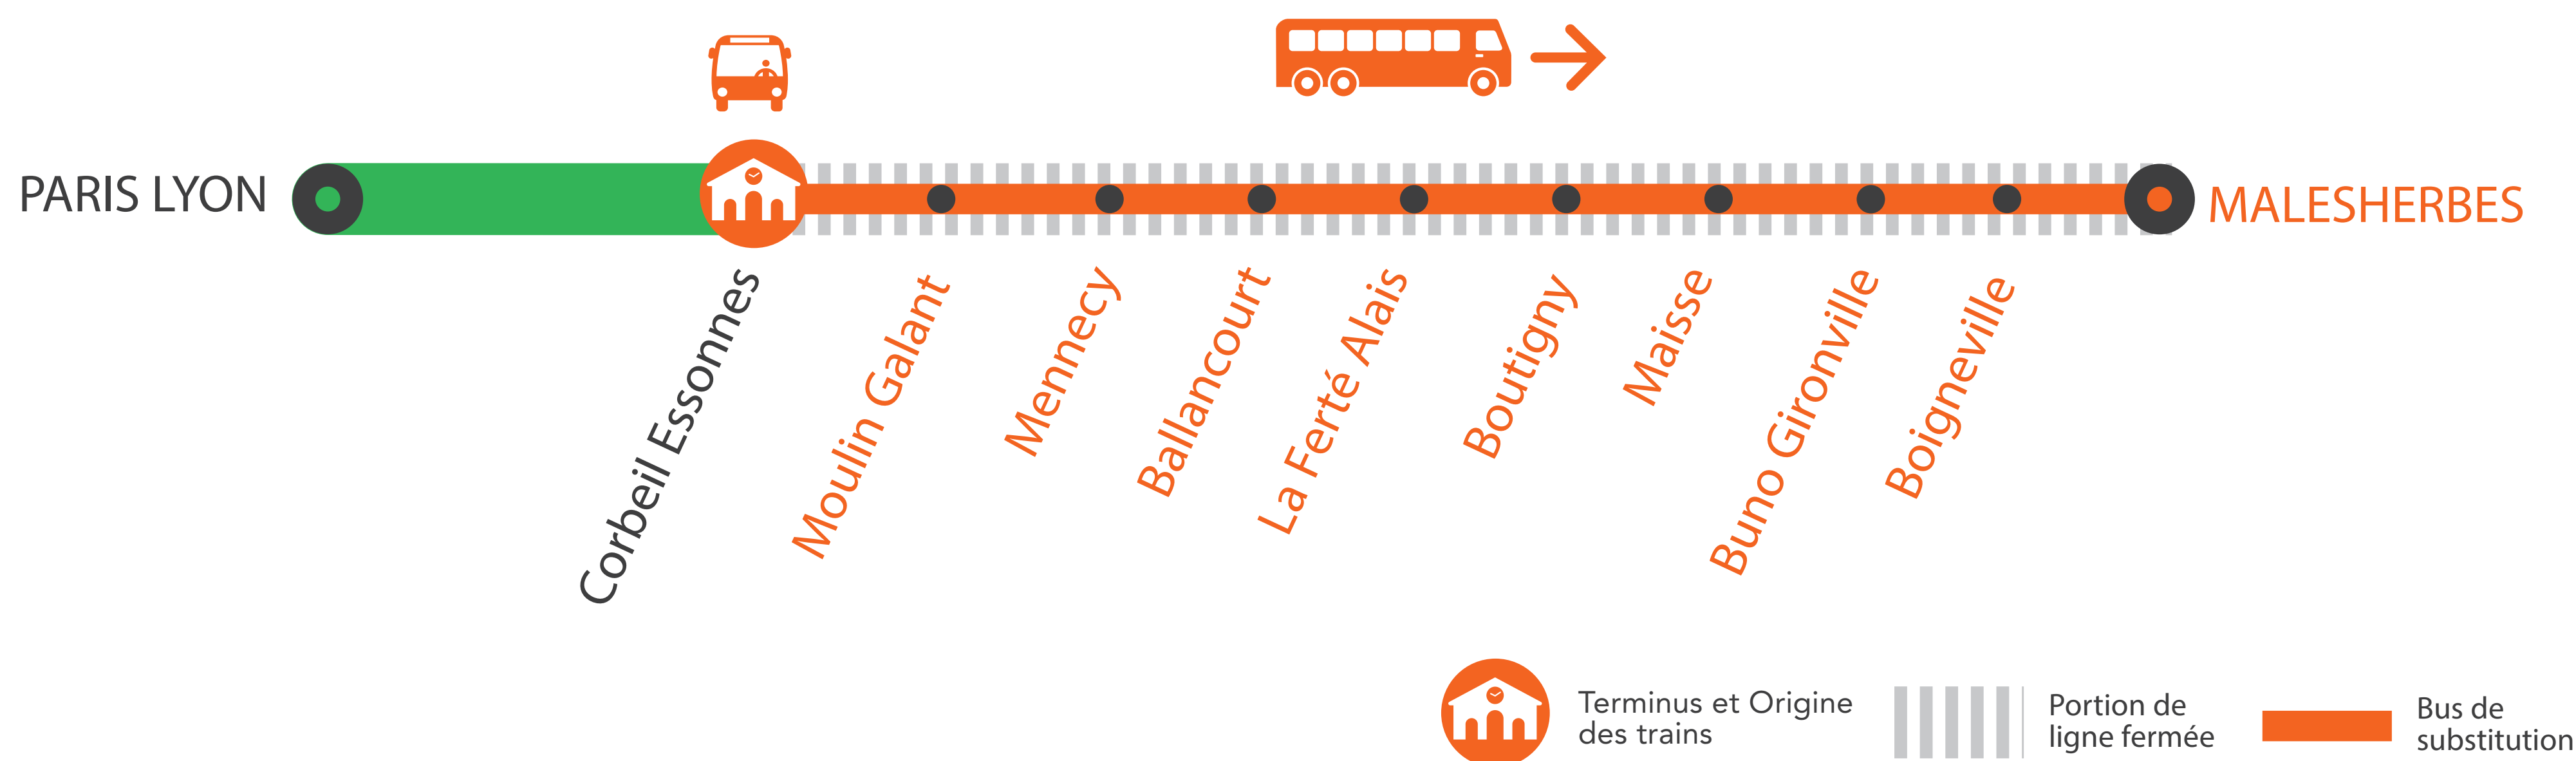 PARIS LYON
MALESHERBES
Corbeil Essonnes
Moulin Galant
Mennecy
Ballancourt
La Ferté Alais
Boutigny
Maisse
Buno Gironville
Boigneville
Terminus et Origine
des trains
Portion de
ligne fermée
Bus de
substitution